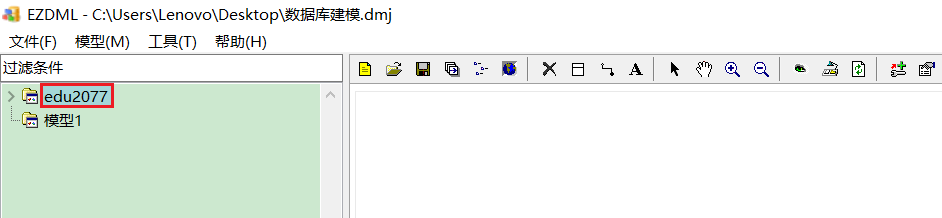 EZDML - C:\Users\Lenovo\Desktop\数据库建模.dmj
文件(F) 模型(M) 工具(T) 帮助(H)
过滤条件
A
edu2077
模型1